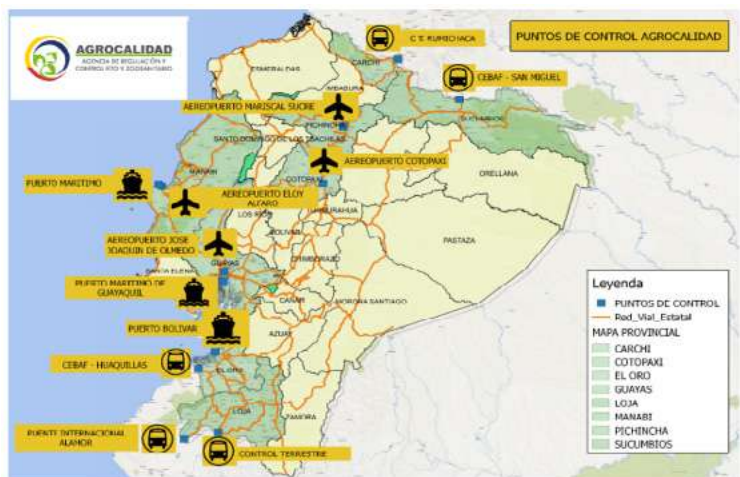 AGROCALIDAD
AGENCIA DE REGULACIÓN Y
CONTROL FITO Y ZOOSANITARIO
PUNTOS DE CONTROL AGROCALIDAD
C.E. RUMICHACA
CEBAF - SAN MIGUEL
ESMERALDAS
CARCHI
IMBABURA
AEREOPUERTO MARISCAL SUCRE
SUCUMBIOS
PICHINCHA
SANTO DOMINGO DE LOS TSACHILAS
AEREOPUERTO COTOPAXI
ORELLANA
MANABI
COTOPAXI
PUERTO MARITIMO
AEREOPUERTO ELOY
ALFARO
TUNGURAHUA
LOS RIOS
BOLIVAR
PASTAZA
AEREOPUERTO JOSE
JOAQUIN DE OLMEDO
CHIMBORAZO
SANTA ELENA
GUAYAS
PUERTO MARITIMO DE
GUAYAQUIL
CAÑAR
MORONA SANTIAGO
PUERTO BOLIVAR
AZUAY
CEBAF - HUAQUILLAS
EL ORO
LOJA
ZAMORA
PUENTE INTERNACIONAL
ALAMOR
CONTROL TERRESTRE
Leyenda
PUNTOS DE CONTROL
Red_Vial_Estatal
MAPA PROVINCIAL
CARCHI
COTOPAXI
EL ORO
GUAYAS
LOJA
MANABI
PICHINCHA
SUCUMBIOS